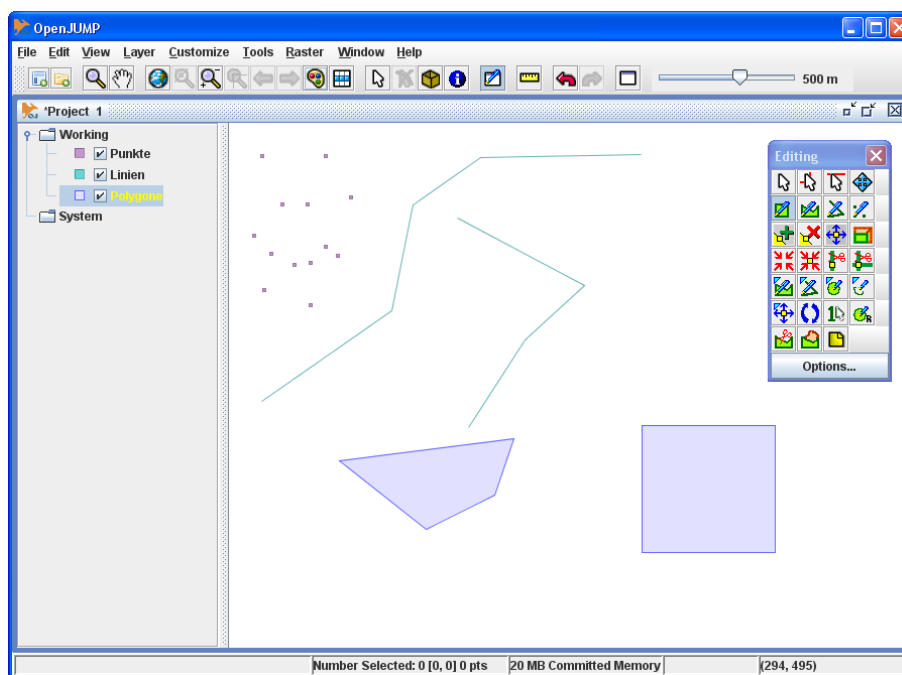 OpenJUMP
File Edit View Layer Customize Tools Raster Window Help
500 m
*Project 1
Working
Punkte
Linien
Polygone
System
Editing
1
R
Options...
Number Selected: 0 [0, 0] 0 pts 20 MB Committed Memory (294, 495)